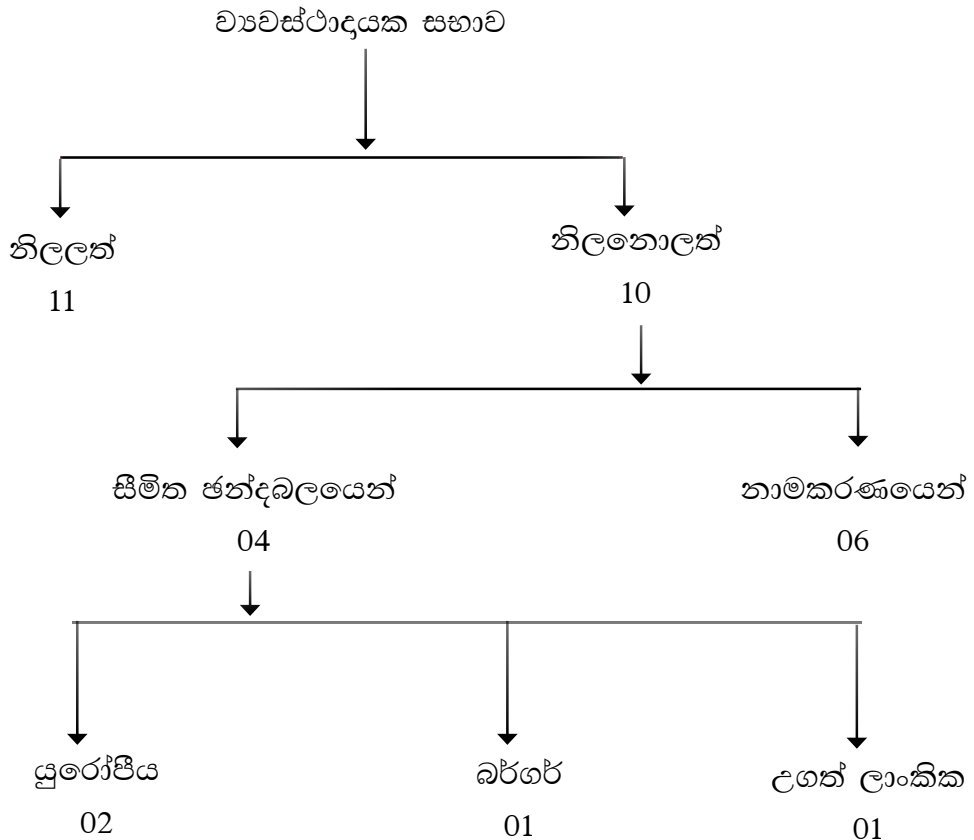 ව්‍යවස්ථාදායක සභාව
නිලලත්
නිලනොලත්
11
10
සීමිත ඡන්දබලයෙන්
නාමකරණයෙන්
04
06
යුරෝපීය
බර්ගර්
උගත් ලාංකික
02
01
01